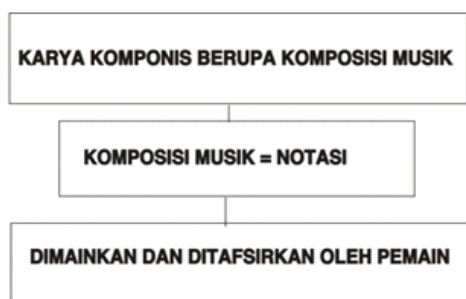 KARYA KOMPONIS BERUPA KOMPOSISI MUSIK
KOMPOSISI MUSIK = NOTASI
DIMAINKAN DAN DITAFSIRKAN OLEH PEMAIN